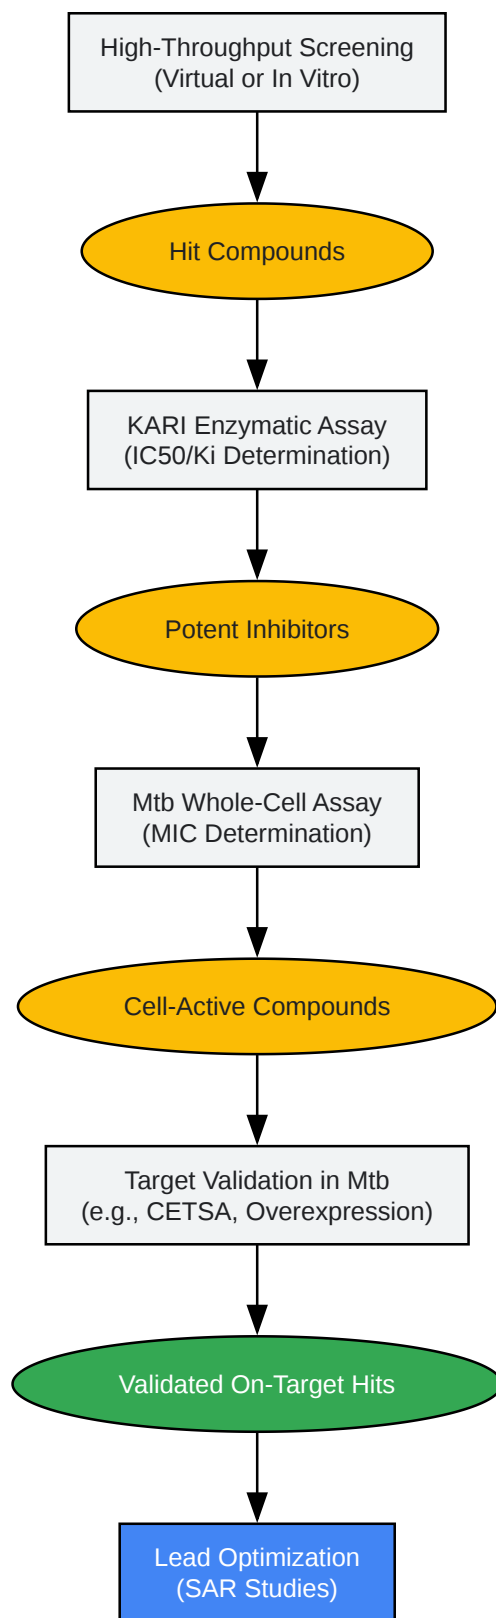 High-Throughput Screening
(Virtual or In Vitro)
Hit Compounds
KARI Enzymatic Assay
(IC50/Ki Determination)
Potent Inhibitors
Mtb Whole-Cell Assay
(MIC Determination)
Cell-Active Compounds
Target Validation in Mtb
(e.g., CETSA, Overexpression)
Validated On-Target Hits
Lead Optimization
(SAR Studies)